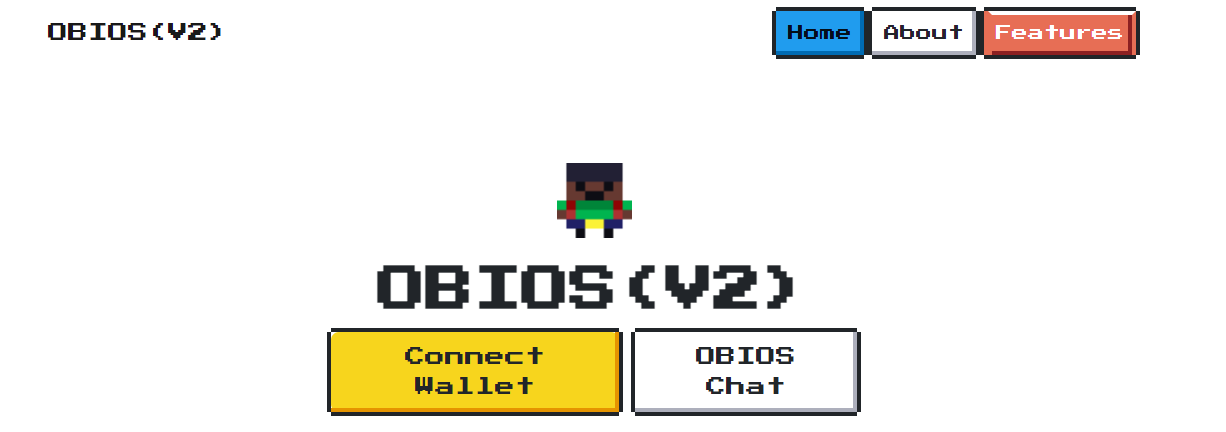 OBIOS(V2)
Home About Features
OBIOS(V2)
Connect
Wallet
OBIOS
Chat